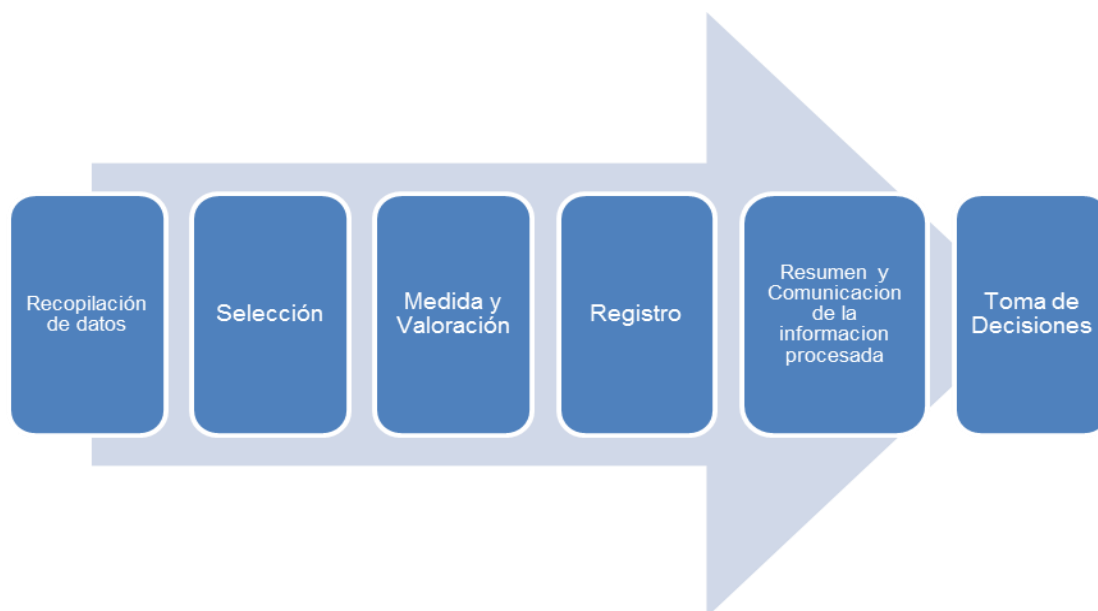 Recopilación
de datos
Selección
Medida y
Valoración
Registro
Resumen y
Comunicacion
de la
informacion
procesada
Toma de
Decisiones